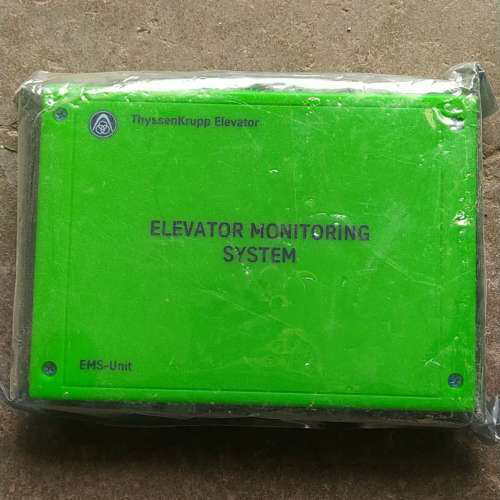 ThyssenKrupp Elevator
ELEVATOR MONITORING
SYSTEM
EMS-Unit